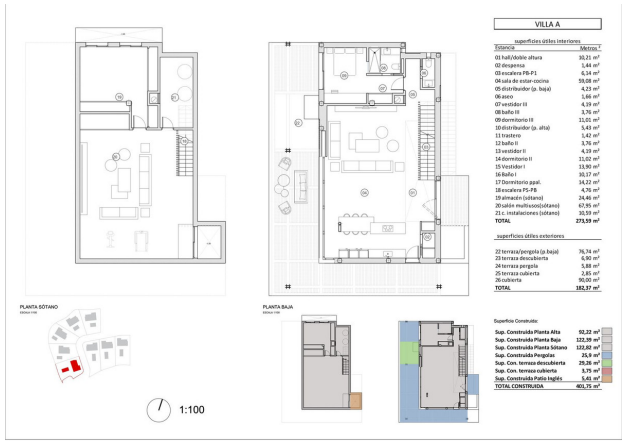 VILLA A
superficies útiles interiores
Estancia Metros ²
01 hall/doble altura 10,21 m²
02 despensa 1,44 m²
03 escalera PB-P1 6,14 m²
04 sala de estar-cocina 59,08 m²
05 distribuidor (p. baja) 4,23 m²
06 aseo 1,66 m²
07 vestidor III 4,19 m²
08 baño III 3,76 m²
09 dormitorio III 11,01 m²
10 distribuidor (p. alta) 5,43 m²
11 trastero 1,42 m²
12 baño II 3,76 m²
13 vestidor II 4,19 m²
14 dormitorio II 11,02 m²
15 Vestidor I 13,90 m²
16 Baño I 10,17 m²
17 Dormitorio ppal. 14,22 m²
18 escalera PS-PB 4,76 m²
19 almacén (sótano) 24,46 m²
20 salón multiusos(sótano) 67,95 m²
21 c. instalaciones (sótano) 10,59 m²
TOTAL 273,59 m²
superficies útiles exteriores
22 terraza/pergola (p.baja) 76,74 m²
23 terraza descubierta 6,90 m²
24 terraza pergola 5,88 m²
25 terraza cubierta 2,85 m²
26 cubierta 90,00 m²
TOTAL 182,37 m²
PLANTA SÓTANO
PLANTA BAJA
Superficie Construida:
Sup. Construida Planta Alta 92,22 m²
Sup. Construida Planta Baja 122,39 m²
Sup. Construida Planta Sótano 122,82 m²
Sup. Construida Pergolas 25,9 m²
Sup. Con. terraza descubierta 29,26 m²
Sup. Con. terraza cubierta 3,75 m²
Sup. Construida Patio Inglés 5,41 m²
TOTAL CONSTRUIDA 401,75 m²
1:100